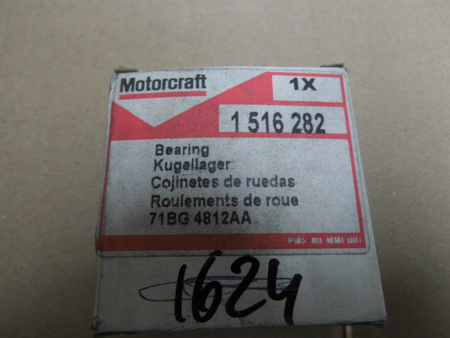 Motorcraft
1X
1 516 282
Bearing
Kugellager
Cojinetes de ruedas
Roulements de roue
71BG 4812AA
1624